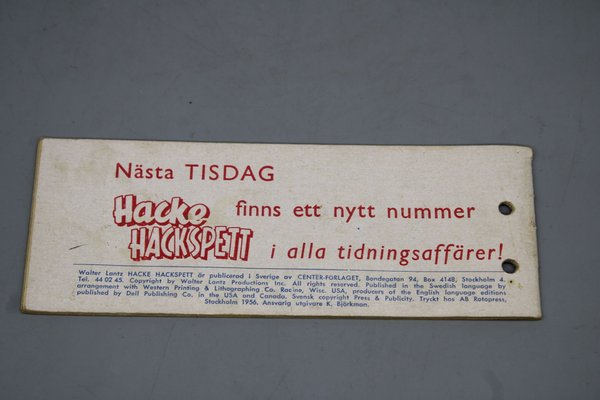 Nästa TISDAG
Hacke finns ett nytt nummer
HACKSPETT i alla tidningsaffärer!
Walter Lantz HACKE HACKSPETT är publicerad i Sverige av CENTER-FÖRLAGET, Bondegatan 94, Box 4148, Stockholm 4.
Tel. 44 02 45. Copyright by Walter Lantz Productions Inc. All rights reserved. Published in the Swedish language by
arrangement with Western Printing & Lithographing Co. Racine, Wisc. USA, producers of the English language editions
published by Dell Publishing Co. in the USA and Canada. Svensk copyright Press & Publicity. Tryckt hos AB Rotopress,
Stockholm 1956. Ansvarig utgivare K. Björkman.